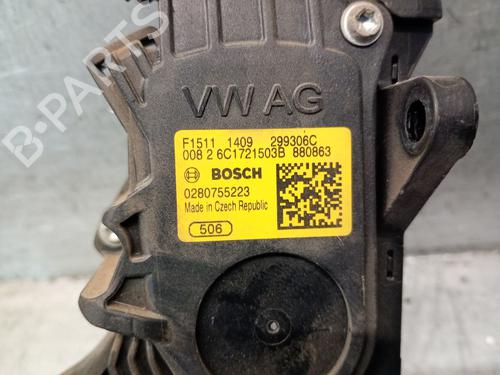 B-PARTS
VW AG
F1511 1409 299306C
008 2 6C1721503B 880863
BOSCH
0280755223
Made in Czech Republic
506